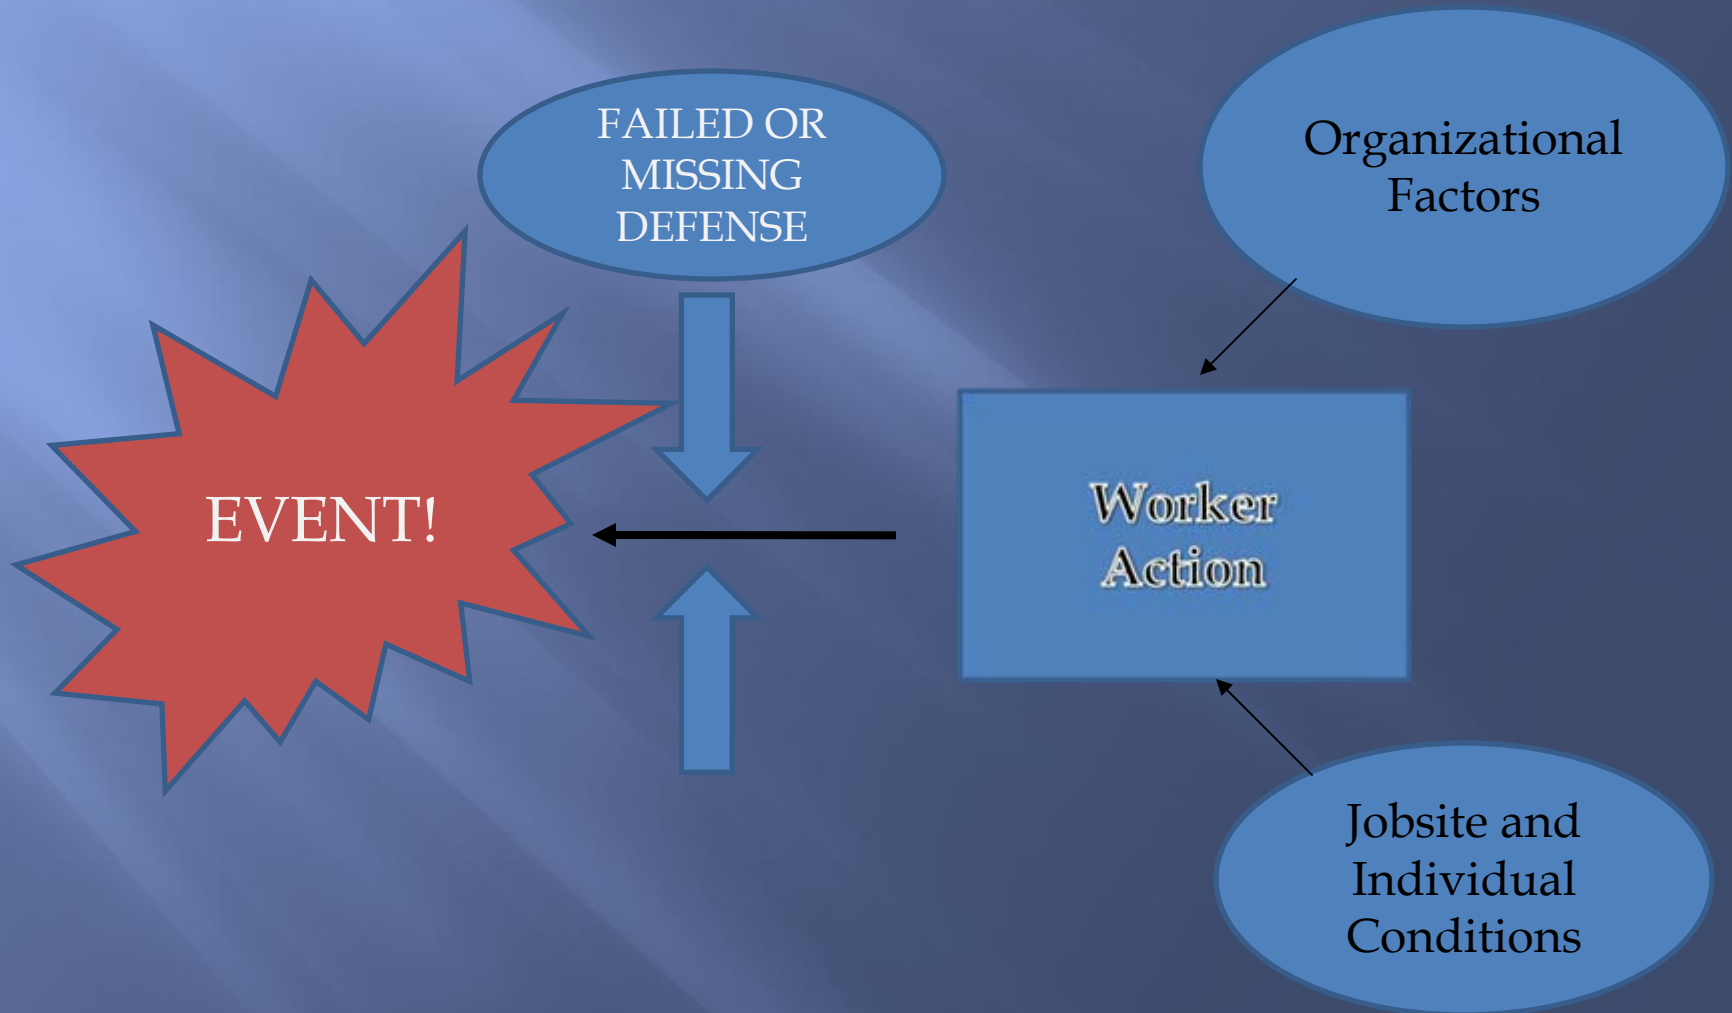 FAILED OR
MISSING
DEFENSE
Organizational
Factors
EVENT!
Worker
Action
Jobsite and
Individual
Conditions